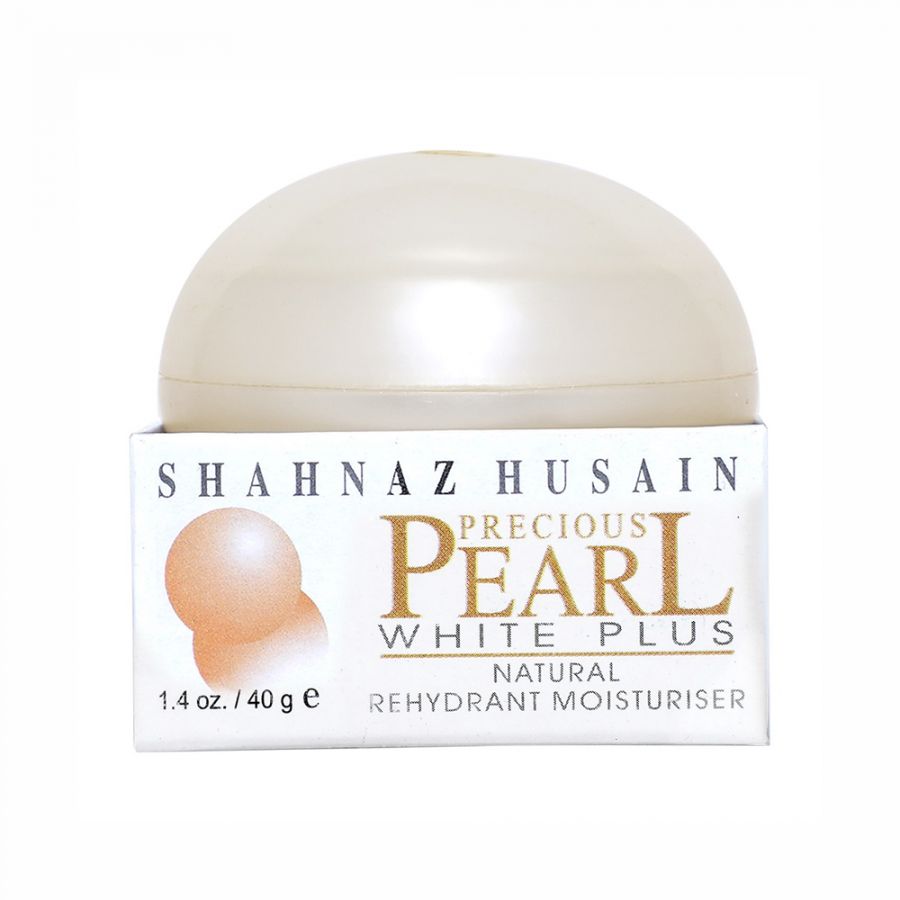 SHAHNAZ HUSAIN
PRECIOUS
PEARL
WHITE PLUS
NATURAL
REHYDRANT MOISTURISER
1.4 oz. / 40 g e